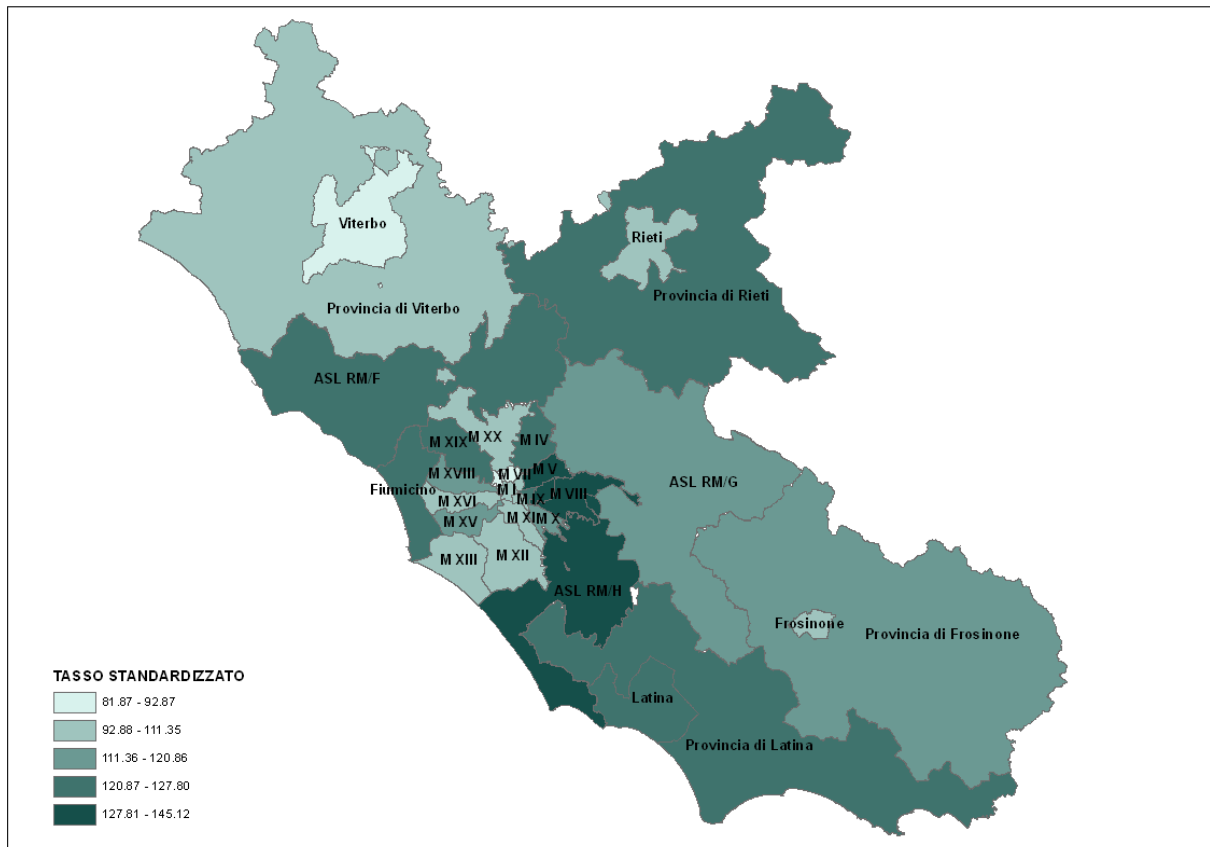 Viterbo
Rieti
Provincia di Rieti
Provincia di Viterbo
ASL RM/F
M XX
M XIX
M IV
M XVIII
M VII
M V
ASL RM/G
Fiumicino
M I
M VIII
M XVI
M IX
M XV
M XI
M X
M XIII
M XII
ASL RM/H
Frosinone
Provincia di Frosinone
Latina
Provincia di Latina
TASSO STANDARDIZZATO
81.87 - 92.87
92.88 - 111.35
111.36 - 120.86
120.87 - 127.80
127.81 - 145.12